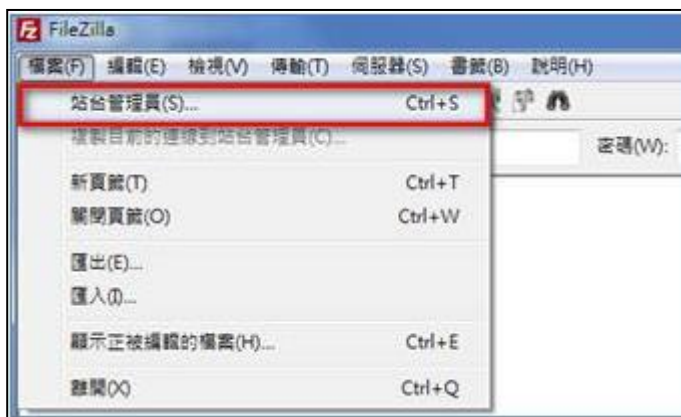 FileZilla
檔案(F) 編輯(E) 檢視(V) 傳輸(T) 伺服器(S) 書籤(B) 說明(H)
站台管理員(S)... Ctrl+S
密碼(W):
複製目前的連線到站台管理員(C)...
新頁籤(T) Ctrl+T
關閉頁籤(O) Ctrl+W
匯出(E)...
匯入(I)...
顯示正被編輯的檔案(H)... Ctrl+E
離開(X) Ctrl+Q